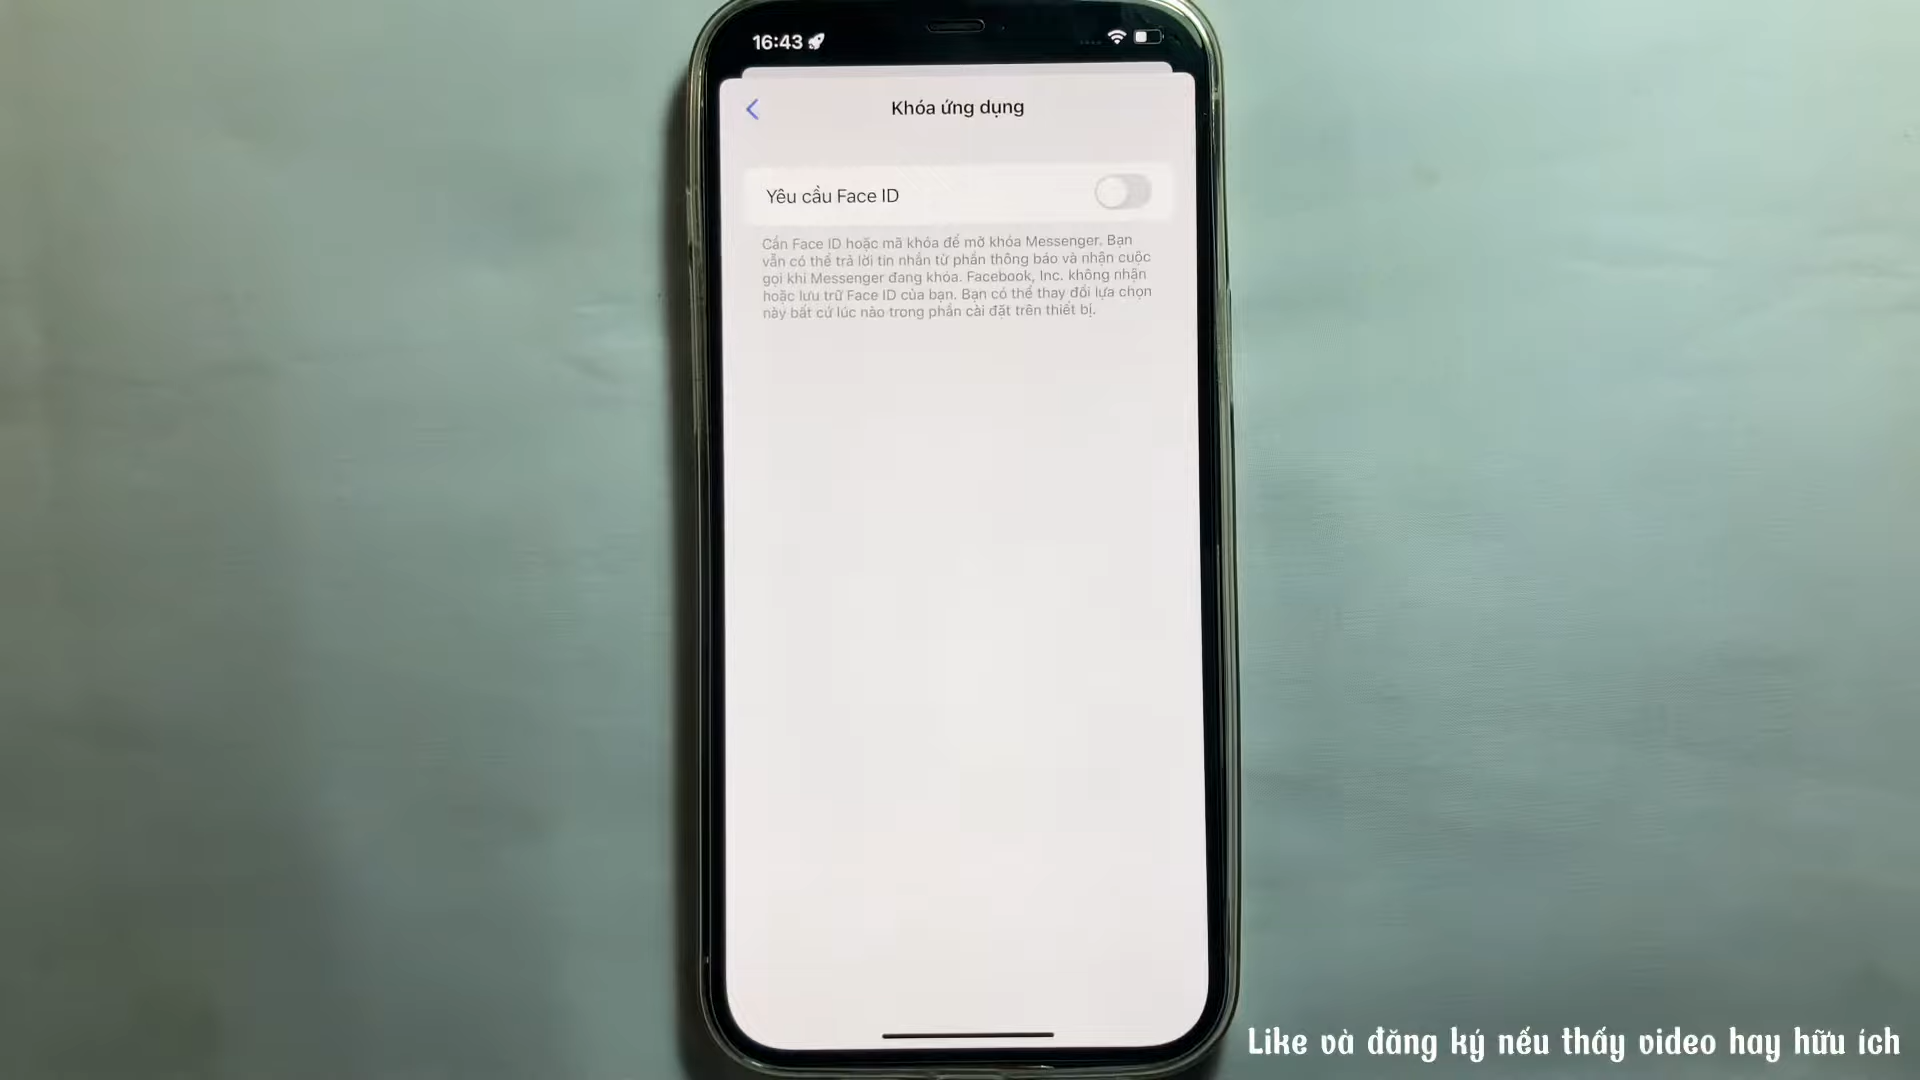 16:43
Khóa ứng dụng
Yêu cầu Face ID
Cần Face ID hoặc mã khóa để mở khóa Messenger. Bạn
vẫn có thể trả lời tin nhắn từ phần thông báo và nhận cuộc
gọi khi Messenger đang khóa. Facebook, Inc. không nhận
hoặc lưu trữ Face ID của bạn. Bạn có thể thay đổi lựa chọn
này bất cứ lúc nào trong phần cài đặt trên thiết bị.
Like và đăng ký nếu thấy video hay hữu ích